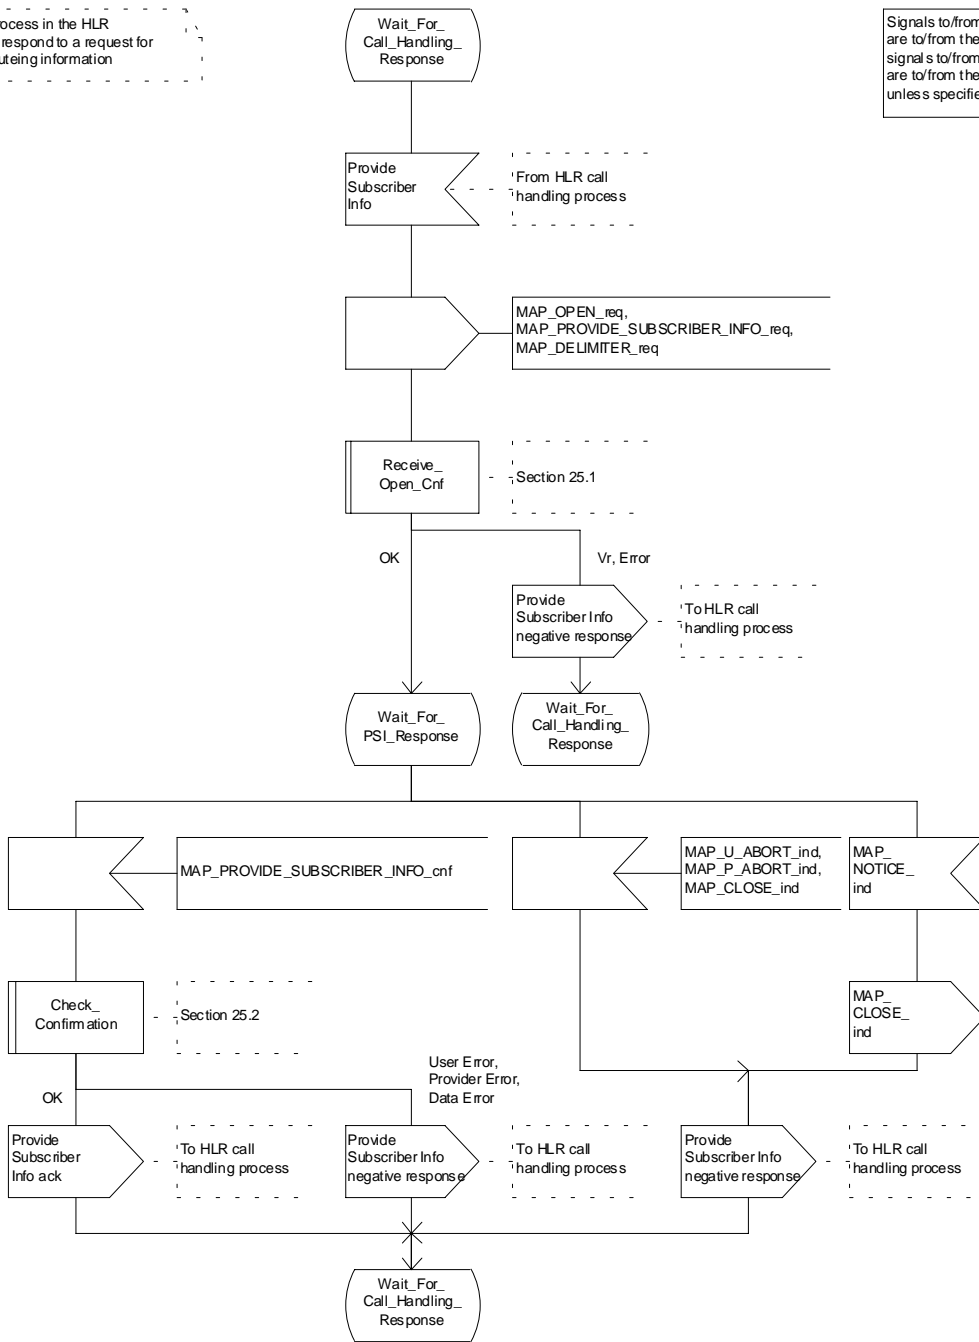 ocess in the HLR
respond to a request for
uteing information
Wait_For_
Call_Handling_
Response
Signals to/from
are to/from the
signals to/from
are to/from the
unless specifie
Provide
Subscriber
Info
From HLR call
handling process
MAP_OPEN_req,
MAP_PROVIDE_SUBSCRIBER_INFO_req,
MAP_DELIMITER_req
Receive_
Open_Cnf
Section 25.1
OK
Vr, Error
Provide
Subscriber Info
negative response
To HLR call
handling process
Wait_For_
PSI_Response
Wait_For_
Call_Handling_
Response
MAP_PROVIDE_SUBSCRIBER_INFO_cnf
MAP_U_ABORT_ind,
MAP_P_ABORT_ind,
MAP_CLOSE_ind
MAP_
NOTICE_
ind
Check_
Confirmation
Section 25.2
MAP_
CLOSE_
ind
OK
User Error,
Provider Error,
Data Error
Provide
Subscriber
Info ack
To HLR call
handling process
Provide
Subscriber Info
negative response
To HLR call
handling process
Provide
Subscriber Info
negative response
To HLR call
handling process
Wait_For_
Call_Handling_
Response